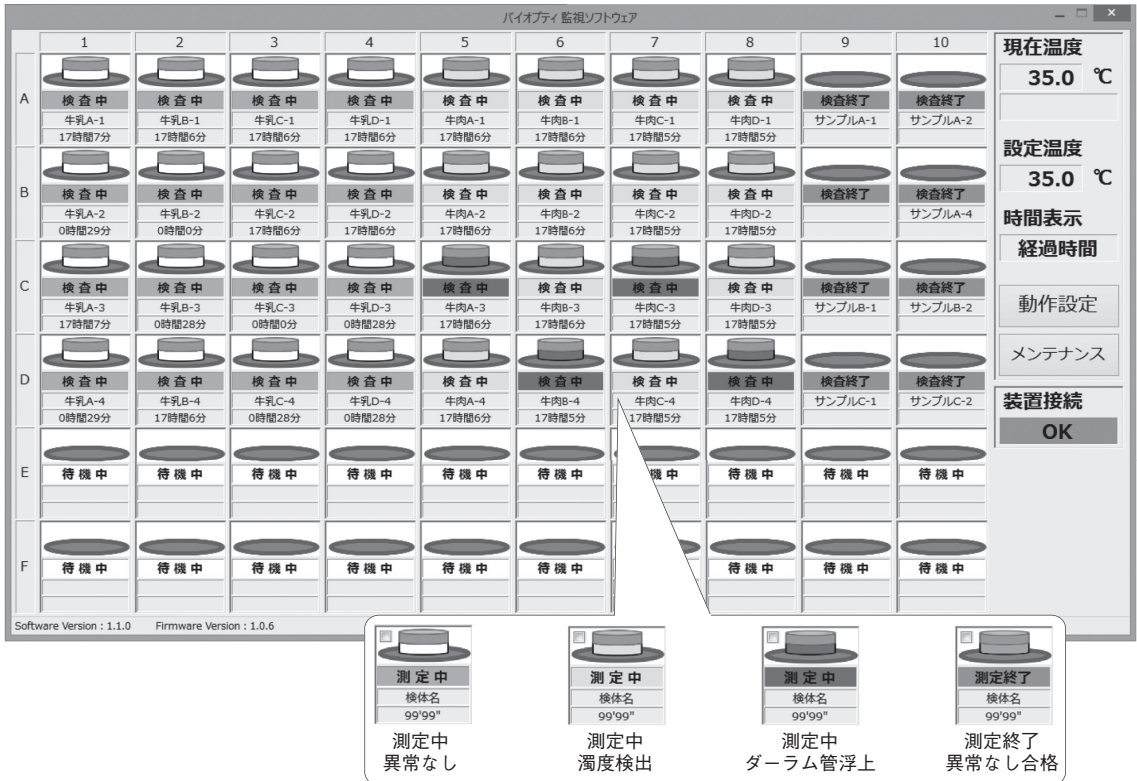 バイオプティ 監視ソフトウェア
1 2 3 4 5 6 7 8 9 10
A
検査中 検査中 検査中 検査中 検査中 検査中 検査中 検査中 検査終了 検査終了
牛乳A-1 牛乳B-1 牛乳C-1 牛乳D-1 牛肉A-1 牛肉B-1 牛肉C-1 牛肉D-1 サンプルA-1 サンプルA-2
17時間7分 17時間6分 17時間6分 17時間6分 17時間6分 17時間6分 17時間5分 17時間5分
B
検査中 検査中 検査中 検査中 検査中 検査中 検査中 検査中 検査終了 検査終了
牛乳A-2 牛乳B-2 牛乳C-2 牛乳D-2 牛肉A-2 牛肉B-2 牛肉C-2 牛肉D-2 サンプルA-4
0時間29分 0時間0分 17時間6分 17時間6分 17時間6分 17時間6分 17時間5分 17時間5分
C
検査中 検査中 検査中 検査中 検査中 検査中 検査中 検査中 検査終了 検査終了
牛乳A-3 牛乳B-3 牛乳C-3 牛乳D-3 牛肉A-3 牛肉B-3 牛肉C-3 牛肉D-3 サンプルB-1 サンプルB-2
17時間7分 0時間28分 0時間0分 0時間28分 17時間6分 17時間6分 17時間5分 17時間5分
D
検査中 検査中 検査中 検査中 検査中 検査中 検査中 検査中 検査終了 検査終了
牛乳A-4 牛乳B-4 牛乳C-4 牛乳D-4 牛肉A-4 牛肉B-4 牛肉C-4 牛肉D-4 サンプルC-1 サンプルC-2
0時間29分 17時間6分 0時間28分 0時間28分 17時間6分 17時間5分 17時間5分 17時間5分
E
待機中 待機中 待機中 待機中 待機中 待機中 機中 待機中 待機中 待機中
F
待機中 待機中 待機中 待機中 待機中 待機中 待機中 待機中 待機中
現在温度
35.0 ℃
設定温度
35.0 ℃
時間表示
経過時間
動作設定
メンテナンス
装置接続
OK
Software Version : 1.1.0 Firmware Version : 1.0.6
測定中 測定中 測定中 測定終了
検体名 検体名 検体名 検体名
99'99" 99'99" 99'99" 99'99"
測定中 測定中 測定中 測定終了
異常なし 濁度検出 ダーラム管浮上 異常なし合格